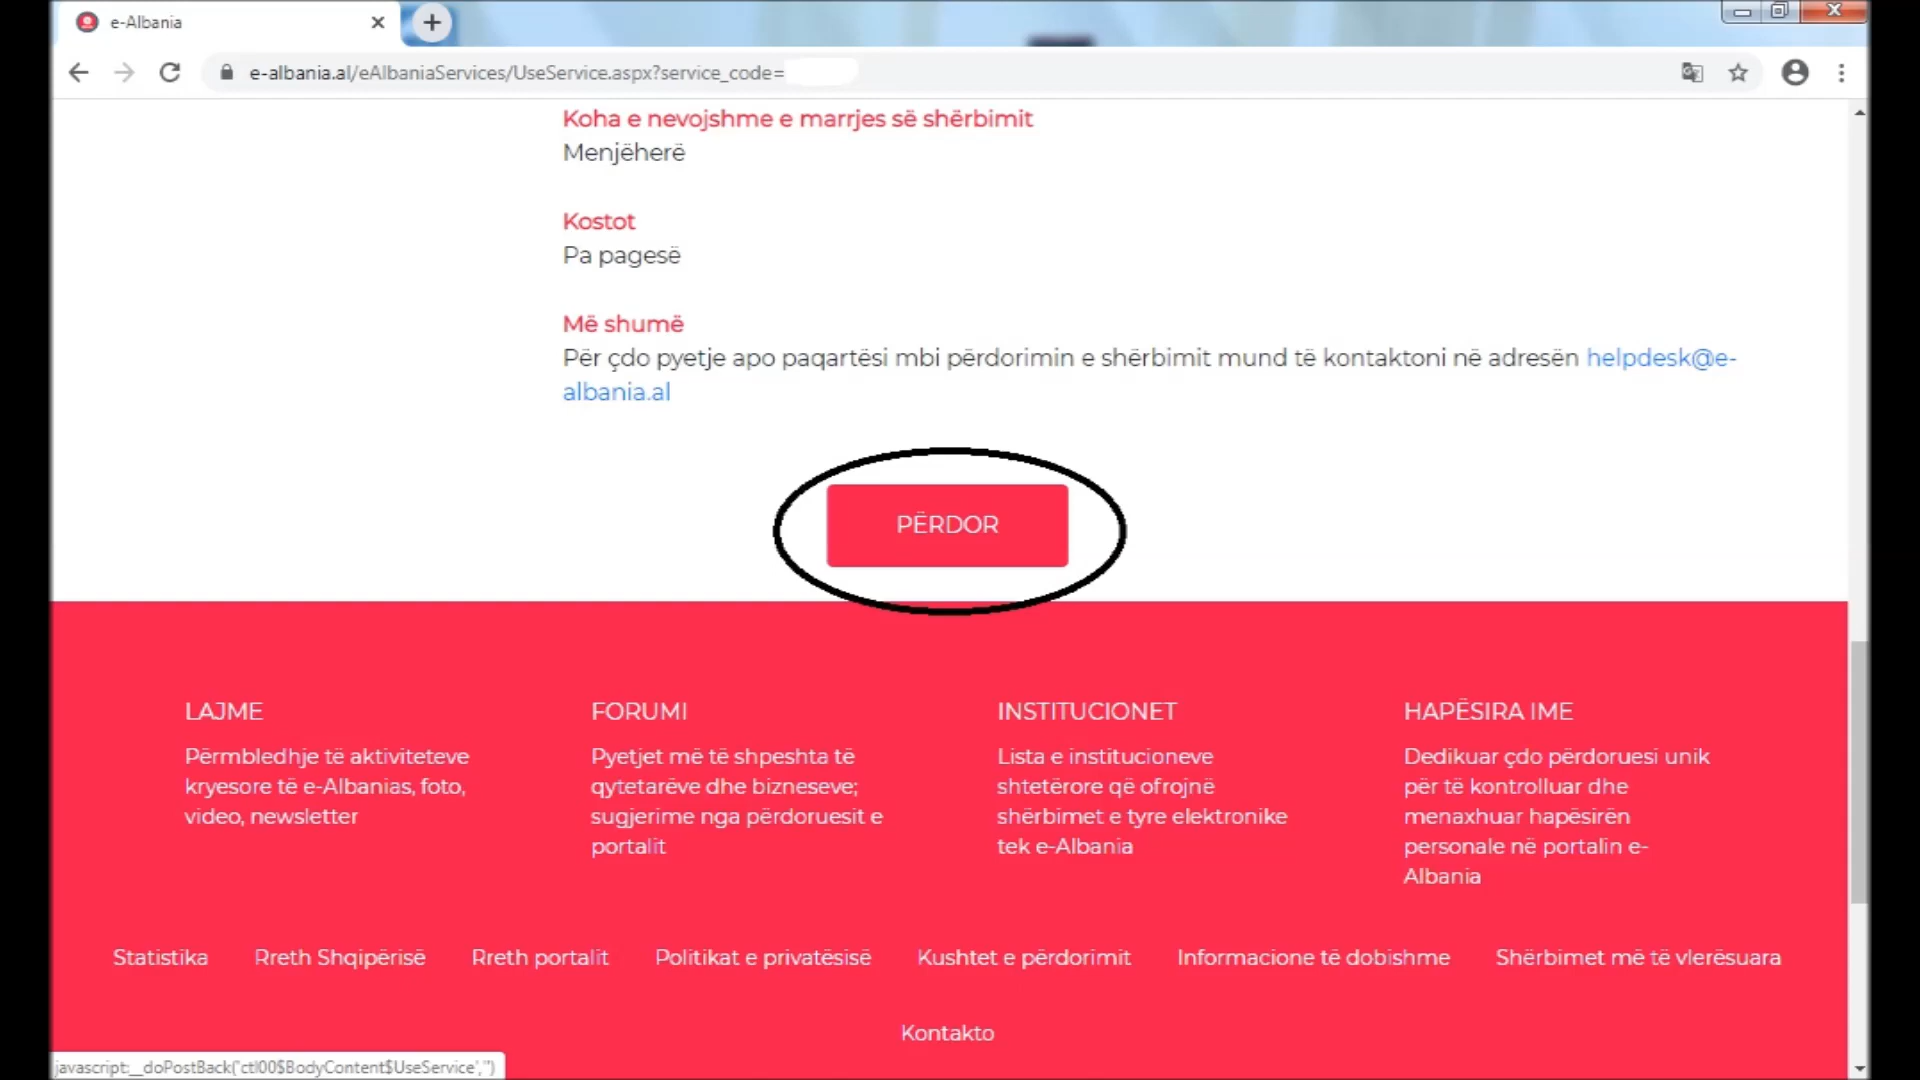 e-Albania
e-albania.al/eAlbaniaServices/UseService.aspx?service_code=
Koha e nevojshme e marrjes së shërbimit
Menjëherë
Kostot
Pa pagesë
Më shumë
Për çdo pyetje apo paqartësi mbi përdorimin e shërbimit mund të kontaktoni në adresën helpdesk@e-
albania.al
PËRDOR
LAJME
Përmbledhje të aktiviteteve
kryesore të e-Albanias, foto,
video, newsletter
FORUMI
Pyetjet më të shpeshta të
qytetarëve dhe bizneseve;
sugjerime nga përdoruesit e
portalit
INSTITUCIONET
Lista e institucioneve
shtetërore që ofrojnë
shërbimet e tyre elektronike
tek e-Albania
HAPËSIRA IME
Dedikuar çdo përdoruesi unik
për të kontrolluar dhe
menaxhuar hapësirën
personale në portalin e-
Albania
Statistika Rreth Shqipërisë Rreth portalit Politikat e privatësisë Kushtet e përdorimit Informacione të dobishme Shërbimet më të vlerësuara
Kontakto
javascript:__doPostBack('ctl00$BodyContent$UseService','')